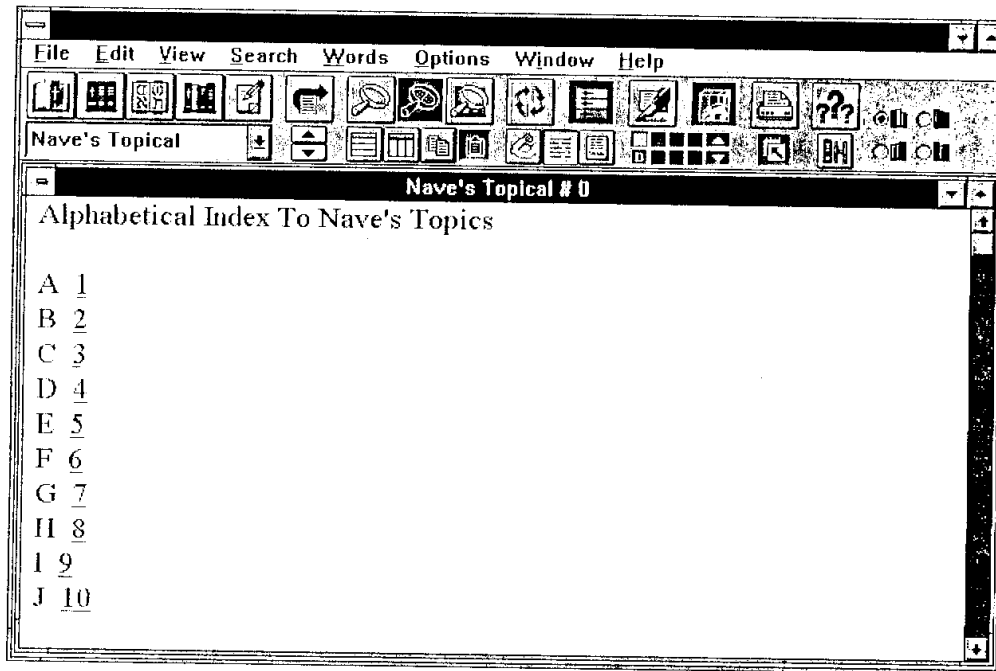 File Edit View Search Words Options Window Help
???
Nave's Topical
D
Nave's Topical # 0
Alphabetical Index To Nave's Topics
A 1
B 2
C 3
D 4
E 5
F 6
G 7
H 8
I 9
J 10